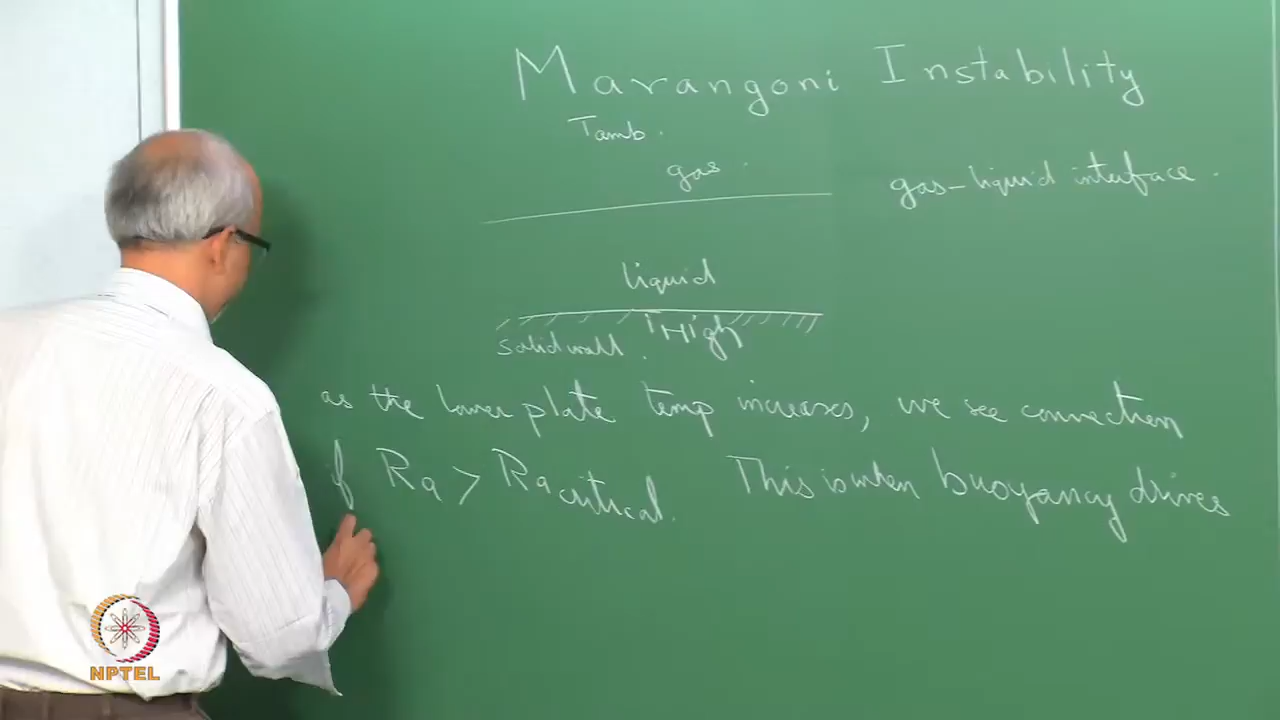 Marangoni Instability
Tamb.
gas.
gas-liquid interface.
liquid
THigh
solid wall.
as the lower plate temp increases, we see convection
if Ra > Ra critical. This is when buoyancy drives
NPTEL